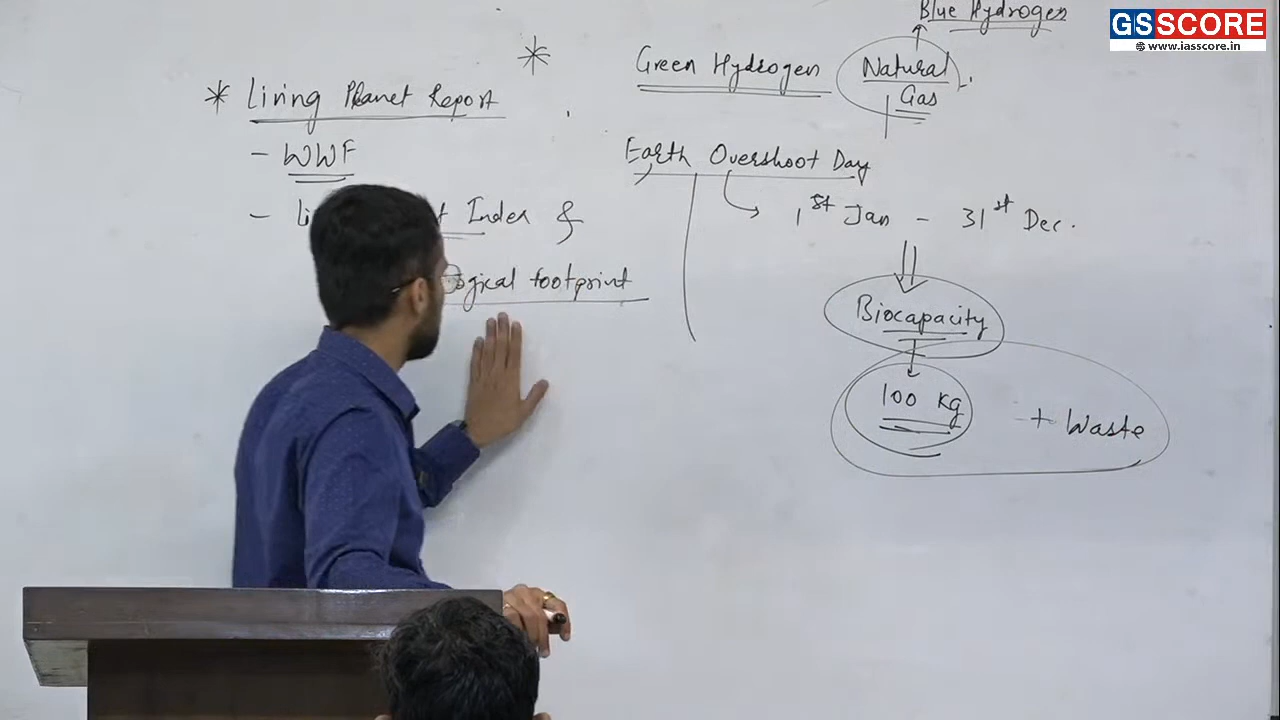 Blue Hydrogen
GSSCORE
www.iasscore.in
Green Hydrogen
Natural
Gas
* Living Planet Report
- WWF
- Index &
footprint
Earth Overshoot Day
1st Jan - 31st Dec.
Biocapacity
100 kg
+ Waste